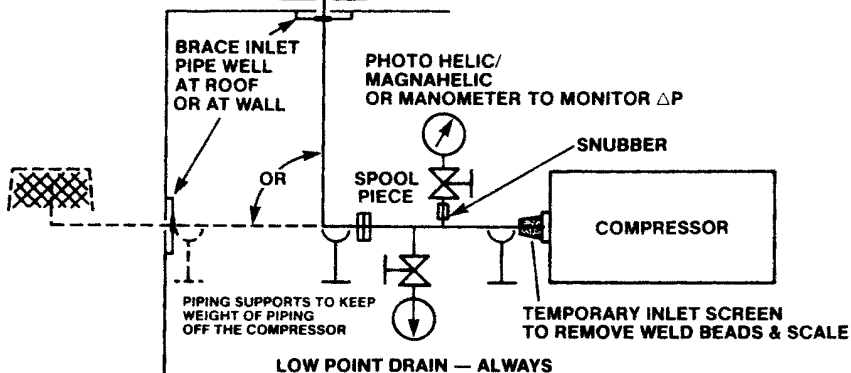 BRACE INLET
PIPE WELL
AT ROOF
OR AT WALL
PHOTO HELIC/
MAGNAHELIC
OR MANOMETER TO MONITOR △P
SNUBBER
OR
SPOOL
PIECE
COMPRESSOR
PIPING SUPPORTS TO KEEP
WEIGHT OF PIPING
OFF THE COMPRESSOR
TEMPORARY INLET SCREEN
TO REMOVE WELD BEADS & SCALE
LOW POINT DRAIN — ALWAYS